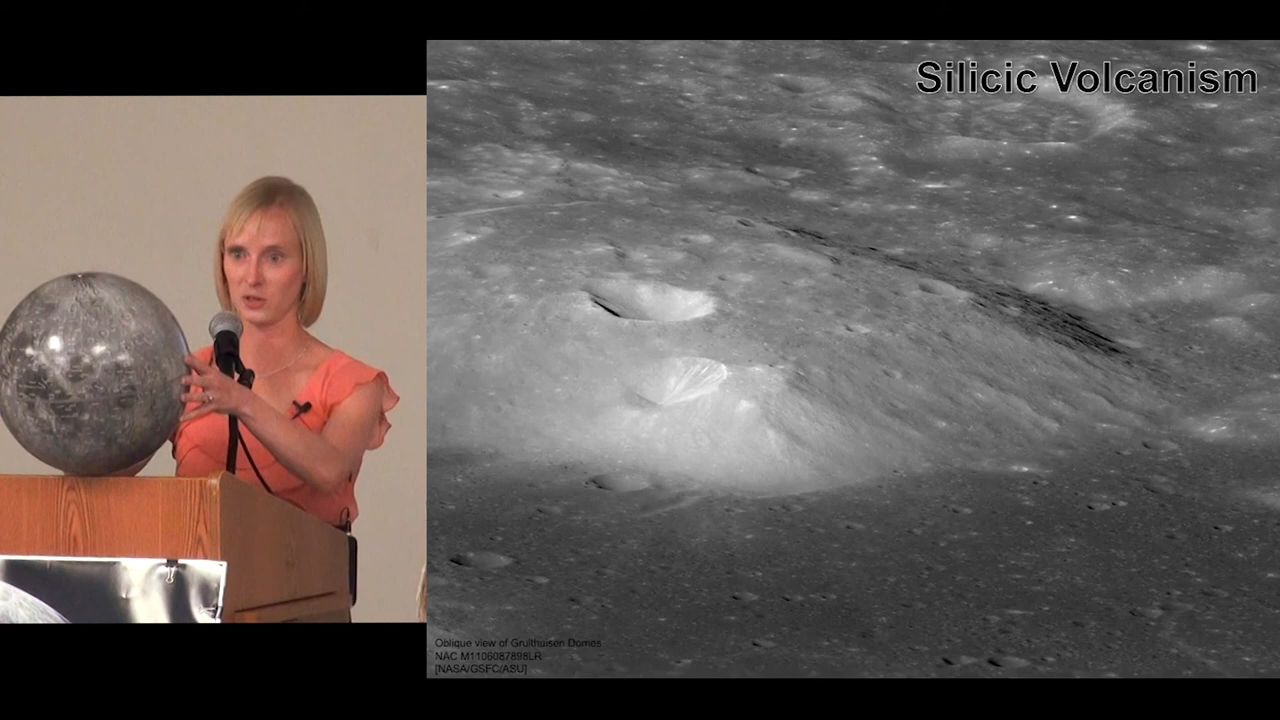 Silicic Volcanism
Oblique view of Gruithuisen Domes
NAC M1106087898LR
[NASA/GSFC/ASU]